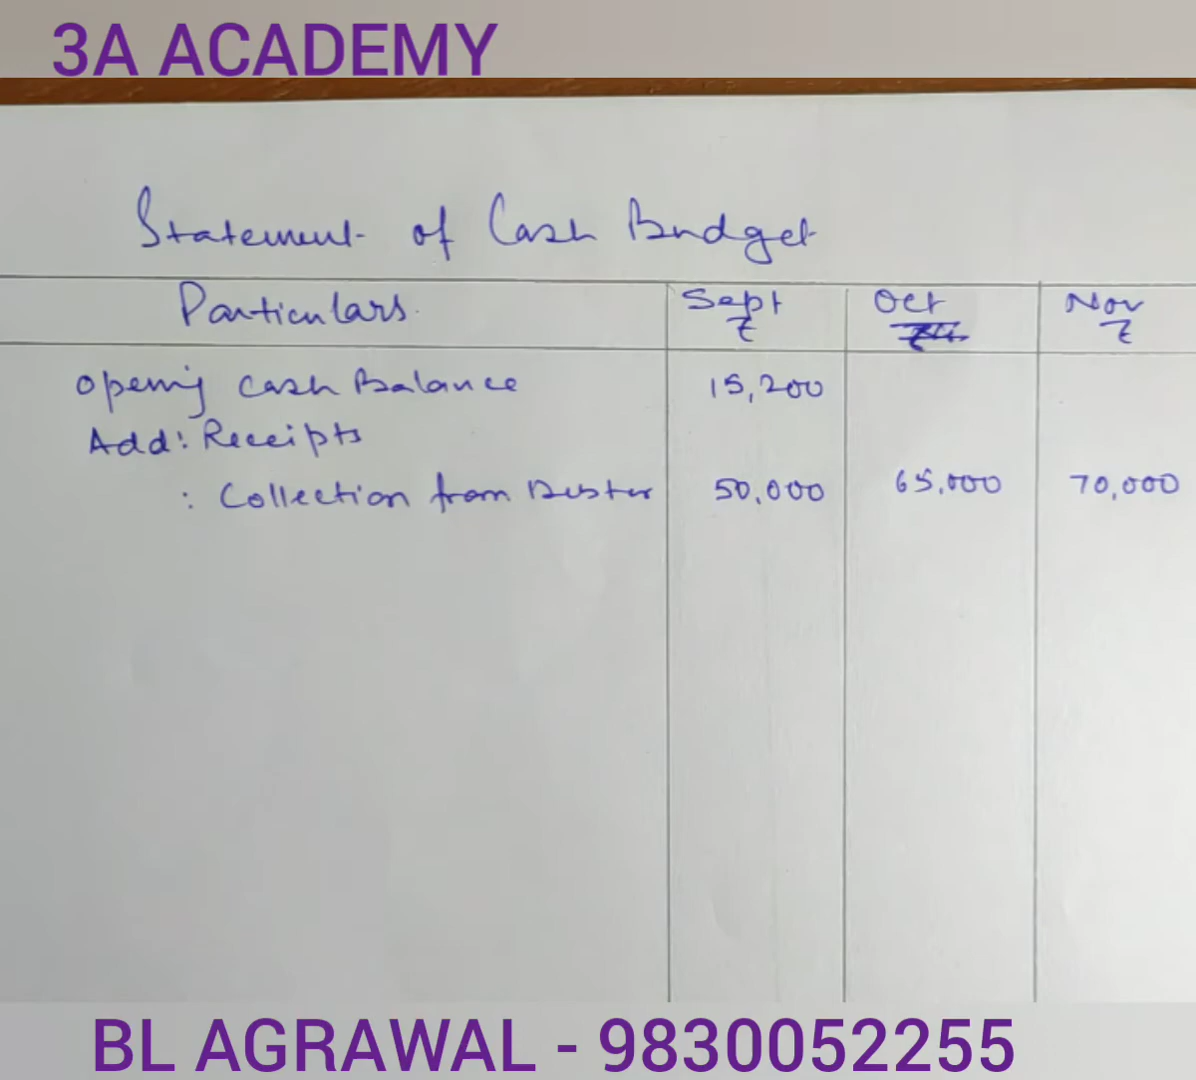 3A ACADEMY
Statement of Cash Budget
Particulars. Sept Oct Nov
₹ ₹
Opening Cash Balance 15,200
Add: Receipts
: Collection from 50,000 65,000 70,000
BL AGRAWAL - 9830052255